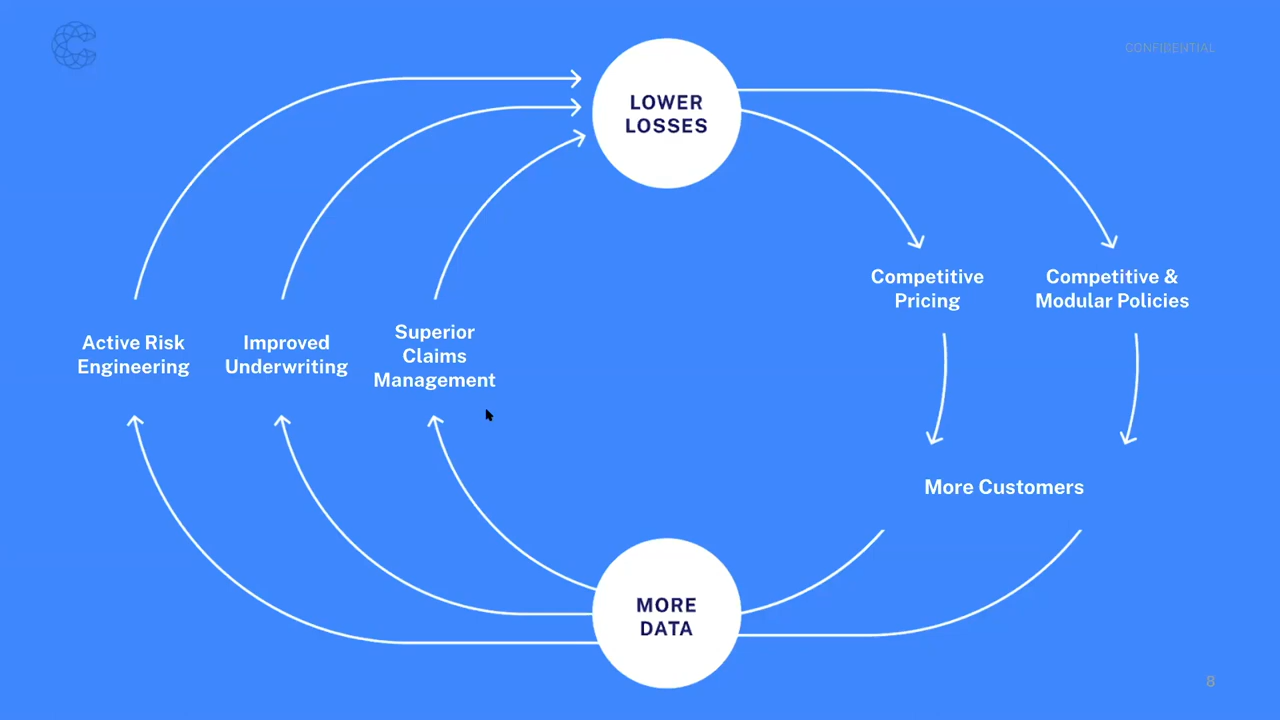 CONFIDENTIAL
LOWER
LOSSES
Competitive
Pricing
Competitive &
Modular Policies
Active Risk
Engineering
Improved
Underwriting
Superior
Claims
Management
More Customers
MORE
DATA
8